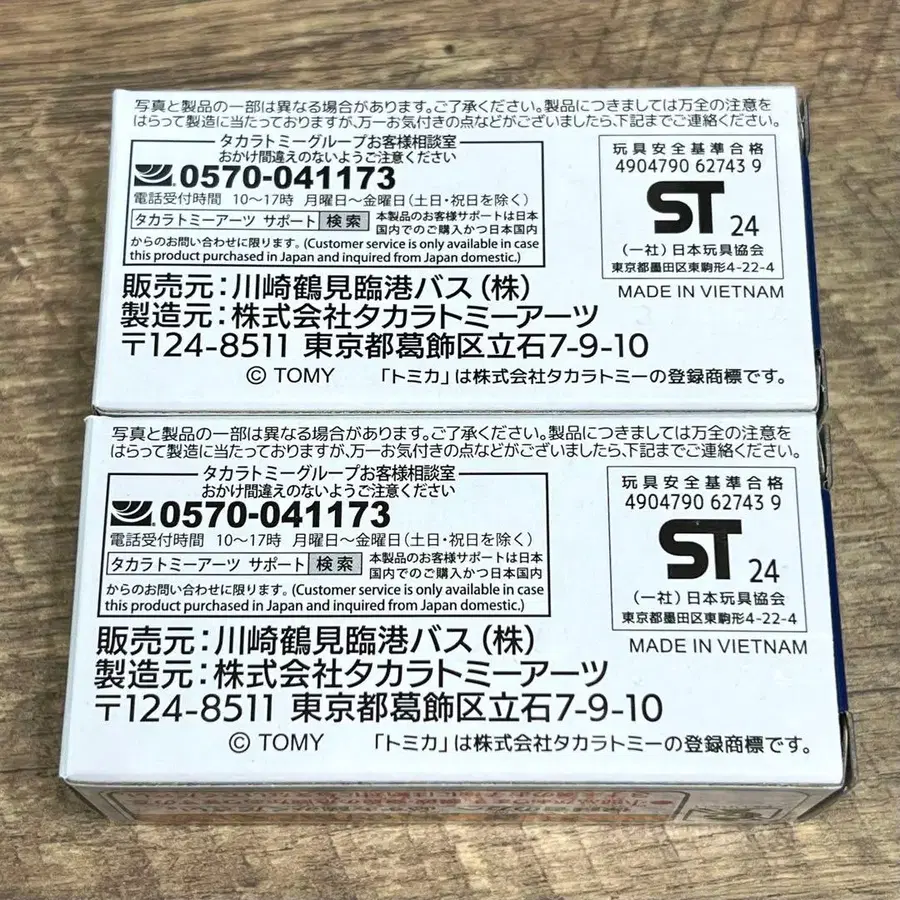 写真と製品の一部は異なる場合があります。ご了承ください。製品につきましては万全の注意を
はらって製造に当たっておりますが、万一お気付きの点などがございましたら、下記までご連絡ください。
タカラトミーグループお客様相談室
おかけ間違えのないようご注意ください
0570-041173
電話受付時間 10〜17時 月曜日〜金曜日(土日・祝日を除く)
タカラトミーアーツ サポート 検索 本製品のお客様サポートは日本
国内でのご購入かつ日本国内
からのお問い合わせに限ります。(Customer service is only available in case
this product purchased in Japan and inquired from Japan domestic.)
玩具安全基準合格
4904790 62743 9
ST 24
(一社)日本玩具協会
東京都墨田区東駒形4-22-4
MADE IN VIETNAM
販売元:川崎鶴見臨港バス(株)
製造元:株式会社タカラトミーアーツ
〒124-8511 東京都葛飾区立石7-9-10
© TOMY 「トミカ」は株式会社タカラトミーの登録商標です。
写真と製品の一部は異なる場合があります。ご了承ください。製品につきましては万全の注意を
はらって製造に当たっておりますが、万一お気付きの点などがございましたら、下記までご連絡ください。
タカラトミーグループお客様相談室
おかけ間違えのないようご注意ください
0570-041173
電話受付時間 10〜17時 月曜日〜金曜日(土日・祝日を除く)
タカラトミーアーツ サポート 検索 本製品のお客様サポートは日本
国内でのご購入かつ日本国内
からのお問い合わせに限ります。(Customer service is only available in case
this product purchased in Japan and inquired from Japan domestic.)
玩具安全基準合格
4904790 62743 9
ST 24
(一社)日本玩具協会
東京都墨田区東駒形4-22-4
MADE IN VIETNAM
販売元:川崎鶴見臨港バス(株)
製造元:株式会社タカラトミーアーツ
〒124-8511 東京都葛飾区立石7-9-10
© TOMY 「トミカ」は株式会社タカラトミーの登録商標です。